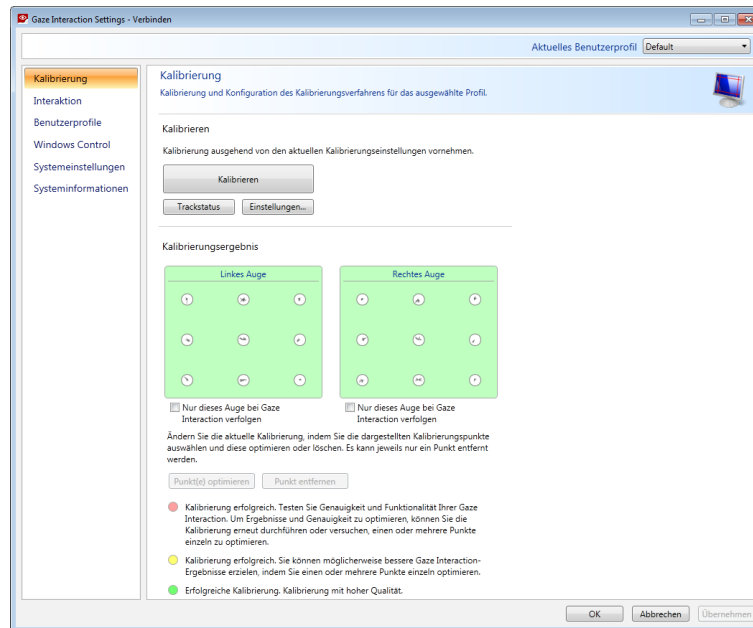 Gaze Interaction Settings - Verbinden
Aktuelles Benutzerprofil Default
Kalibrierung
Interaktion
Benutzerprofile
Windows Control
Systemeinstellungen
Systeminformationen
Kalibrierung
Kalibrierung und Konfiguration des Kalibrierungsverfahrens für das ausgewählte Profil.
Kalibrieren
Kalibrierung ausgehend von den aktuellen Kalibrierungseinstellungen vornehmen.
Kalibrieren
Trackstatus Einstellungen...
Kalibrierungsergebnis
Linkes Auge Rechtes Auge
Nur dieses Auge bei Gaze
Interaction verfolgen
Nur dieses Auge bei Gaze
Interaction verfolgen
Ändern Sie die aktuelle Kalibrierung, indem Sie die dargestellten Kalibrierungspunkte
auswählen und diese optimieren oder löschen. Es kann jeweils nur ein Punkt entfernt
werden.
Punkt(e) optimieren Punkt entfernen
Kalibrierung erfolgreich. Testen Sie Genauigkeit und Funktionalität Ihrer Gaze
Interaction. Um Ergebnisse und Genauigkeit zu optimieren, können Sie die
Kalibrierung erneut durchführen oder versuchen, einen oder mehrere Punkte
einzeln zu optimieren.
Kalibrierung erfolgreich. Sie können möglicherweise bessere Gaze Interaction-
Ergebnisse erzielen, indem Sie einen oder mehrere Punkte einzeln optimieren.
Erfolgreiche Kalibrierung. Kalibrierung mit hoher Qualität.
OK Abbrechen Übernehmen